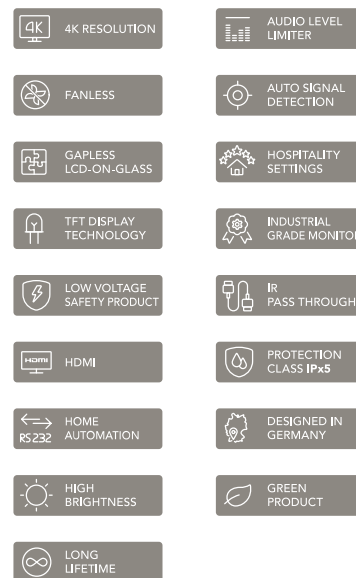 4K
4K RESOLUTION
FANLESS
GAPLESS
LCD-ON-GLASS
TFT DISPLAY
TECHNOLOGY
LOW VOLTAGE
SAFETY PRODUCT
HDMI
HDMI
RS232
HOME
AUTOMATION
HIGH
BRIGHTNESS
LONG
LIFETIME
AUDIO LEVEL
LIMITER
AUTO SIGNAL
DETECTION
HOSPITALITY
SETTINGS
INDUSTRIAL
GRADE MONITOR
IR
PASS THROUGH
PROTECTION
CLASS IPx5
DESIGNED IN
GERMANY
GREEN
PRODUCT